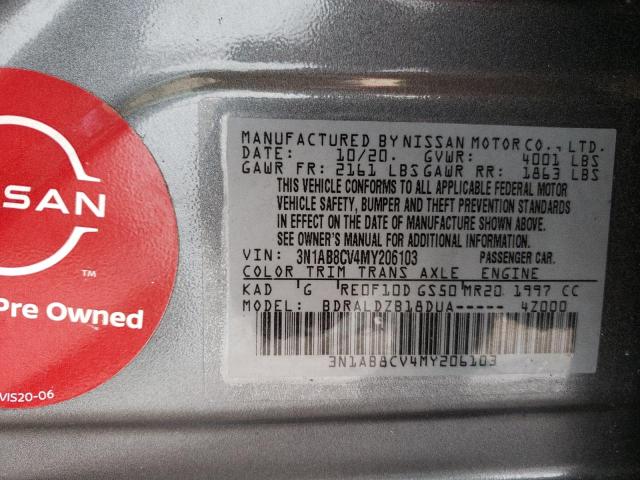 MANUFACTURED BY NISSAN MOTOR CO., LTD.
DATE: 10/20. GVWR: 4001 LBS
GAWR FR: 2161 LBS GAWR RR: 1863 LBS
THIS VEHICLE CONFORMS TO ALL APPLICABLE FEDERAL MOTOR
VEHICLE SAFETY, BUMPER AND THEFT PREVENTION STANDARDS
IN EFFECT ON THE DATE OF MANUFACTURE SHOWN ABOVE.
SEE OWNER'S MANUAL FOR ADDITIONAL INFORMATION.
VIN: 3N1AB8CV4MY206103 PASSENGER CAR.
COLOR TRIM TRANS AXLE ENGINE
KAD G RE0F10D GS50 MR20 1997 CC
MODEL: BDRALDZB18DUA----- 4Z000
3N1AB8CV4MY206103
ISSAN
™
Pre Owned
VIS20-06